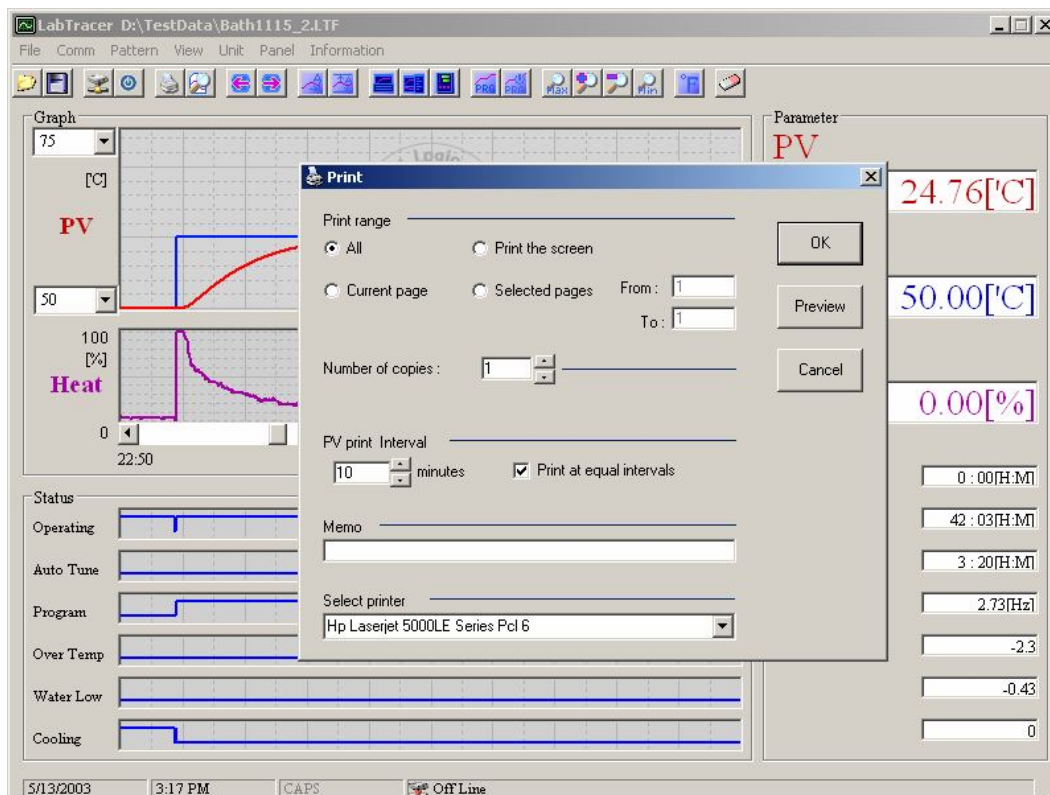 LabTracer D:\TestData\Bath1115_2.LTF
File Comm Pattern View Unit Panel Information
PRG PRG Max Min °F
Graph
75
['C]
PV
50
100
[%]
Heat
0
22:50
Logic
Status
Operating
Auto Tune
Program
Over Temp
Water Low
Cooling
Print
Print range
All
Print the screen
Current page
Selected pages
From : 1
To : 1
Number of copies : 1
PV print Interval
10 minutes
Print at equal intervals
Memo
Select printer
Hp Laserjet 5000LE Series Pcl 6
OK
Preview
Cancel
Parameter
PV
24.76['C]
50.00['C]
0.00[%]
0 : 00[H:M]
42 : 03[H:M]
3 : 20[H:M]
2.73[Hz]
-2.3
-0.43
0
5/13/2003 3:17 PM CAPS Off Line